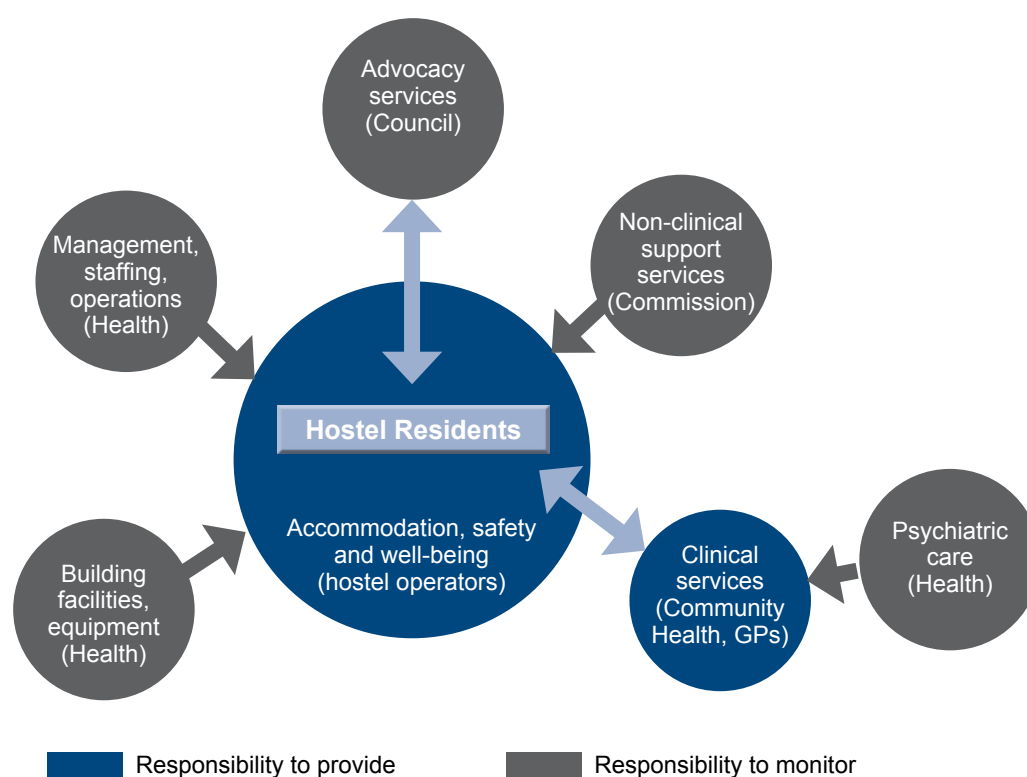 Advocacy
services
(Council)
Management,
staffing,
operations
(Health)
Non-clinical
support
services
(Commission)
Hostel Residents
Accommodation, safety
and well-being
(hostel operators)
Building
facilities,
equipment
(Health)
Clinical
services
(Community
Health, GPs)
Psychiatric
care
(Health)
Responsibility to provide
Responsibility to monitor